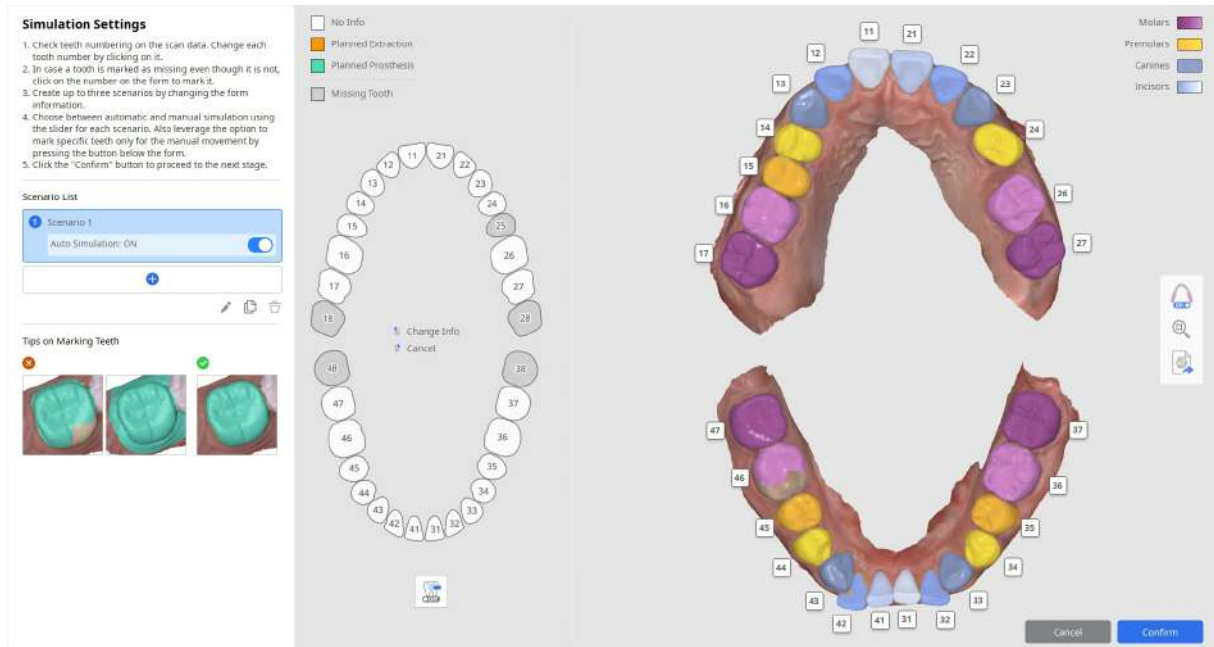 Simulation Settings
1. Check teeth numbering on the scan data. Change each
tooth number by clicking on it.
2. In case a tooth is marked as missing even though it is not,
click on the number on the form to mark it.
3. Create up to three scenarios by changing the form
information.
4. Choose between automatic and manual simulation using
the slider for each scenario. Also leverage the option to
mark specific teeth only for the manual movement by
pressing the button below the form.
5. Click the "Confirm" button to proceed to the next stage.
Scenario List
1 Scenario 1
Auto Simulation: ON
Tips on Marking Teeth
No Info
Planned Extraction
Planned Prosthesis
Missing Tooth
11 21
12 22
13 23
14 24
15 25
16 26
17 27
18 28
Change Info
Cancel
48 38
47 37
46 36
45 35
44 34
43 33
42 41 31 32
11 21
12 22
13 23
14 24
15
16 26
17 27
47 37
46 36
45 35
44 34
43 33
42 41 31 32
Molars
Premolars
Canines
Incisors
Cancel
Confirm